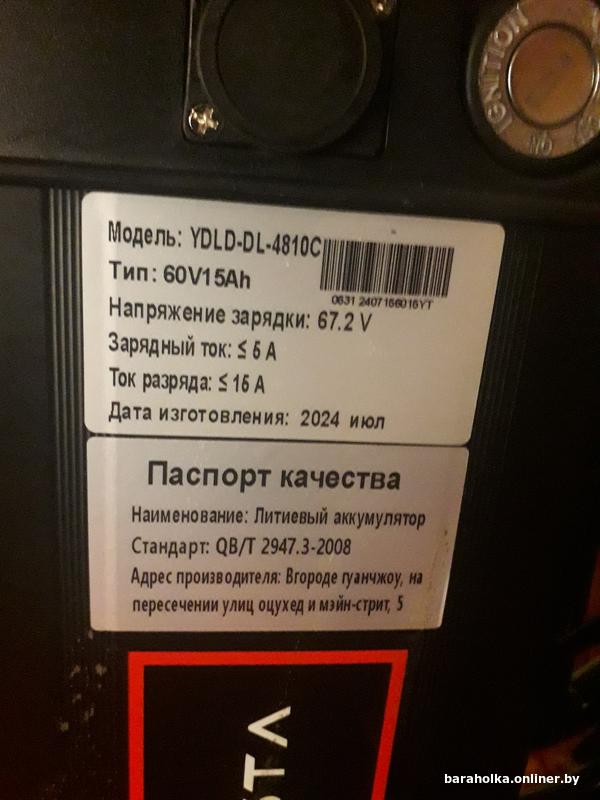 IGNITION
Модель: YDLD-DL-4810C
Тип: 60V15Ah
0631 2407156016YT
Напряжение зарядки: 67.2 V
Зарядный ток: ≤ 5 A
Ток разряда: ≤ 15 A
Дата изготовления: 2024 июл
Паспорт качества
Наименование: Литиевый аккумулятор
Стандарт: QB/T 2947.3-2008
Адрес производителя: Вгороде гуанчжоу, на
пересечении улиц оцухед и мэйн-стрит, 5
baraholka.onliner.by